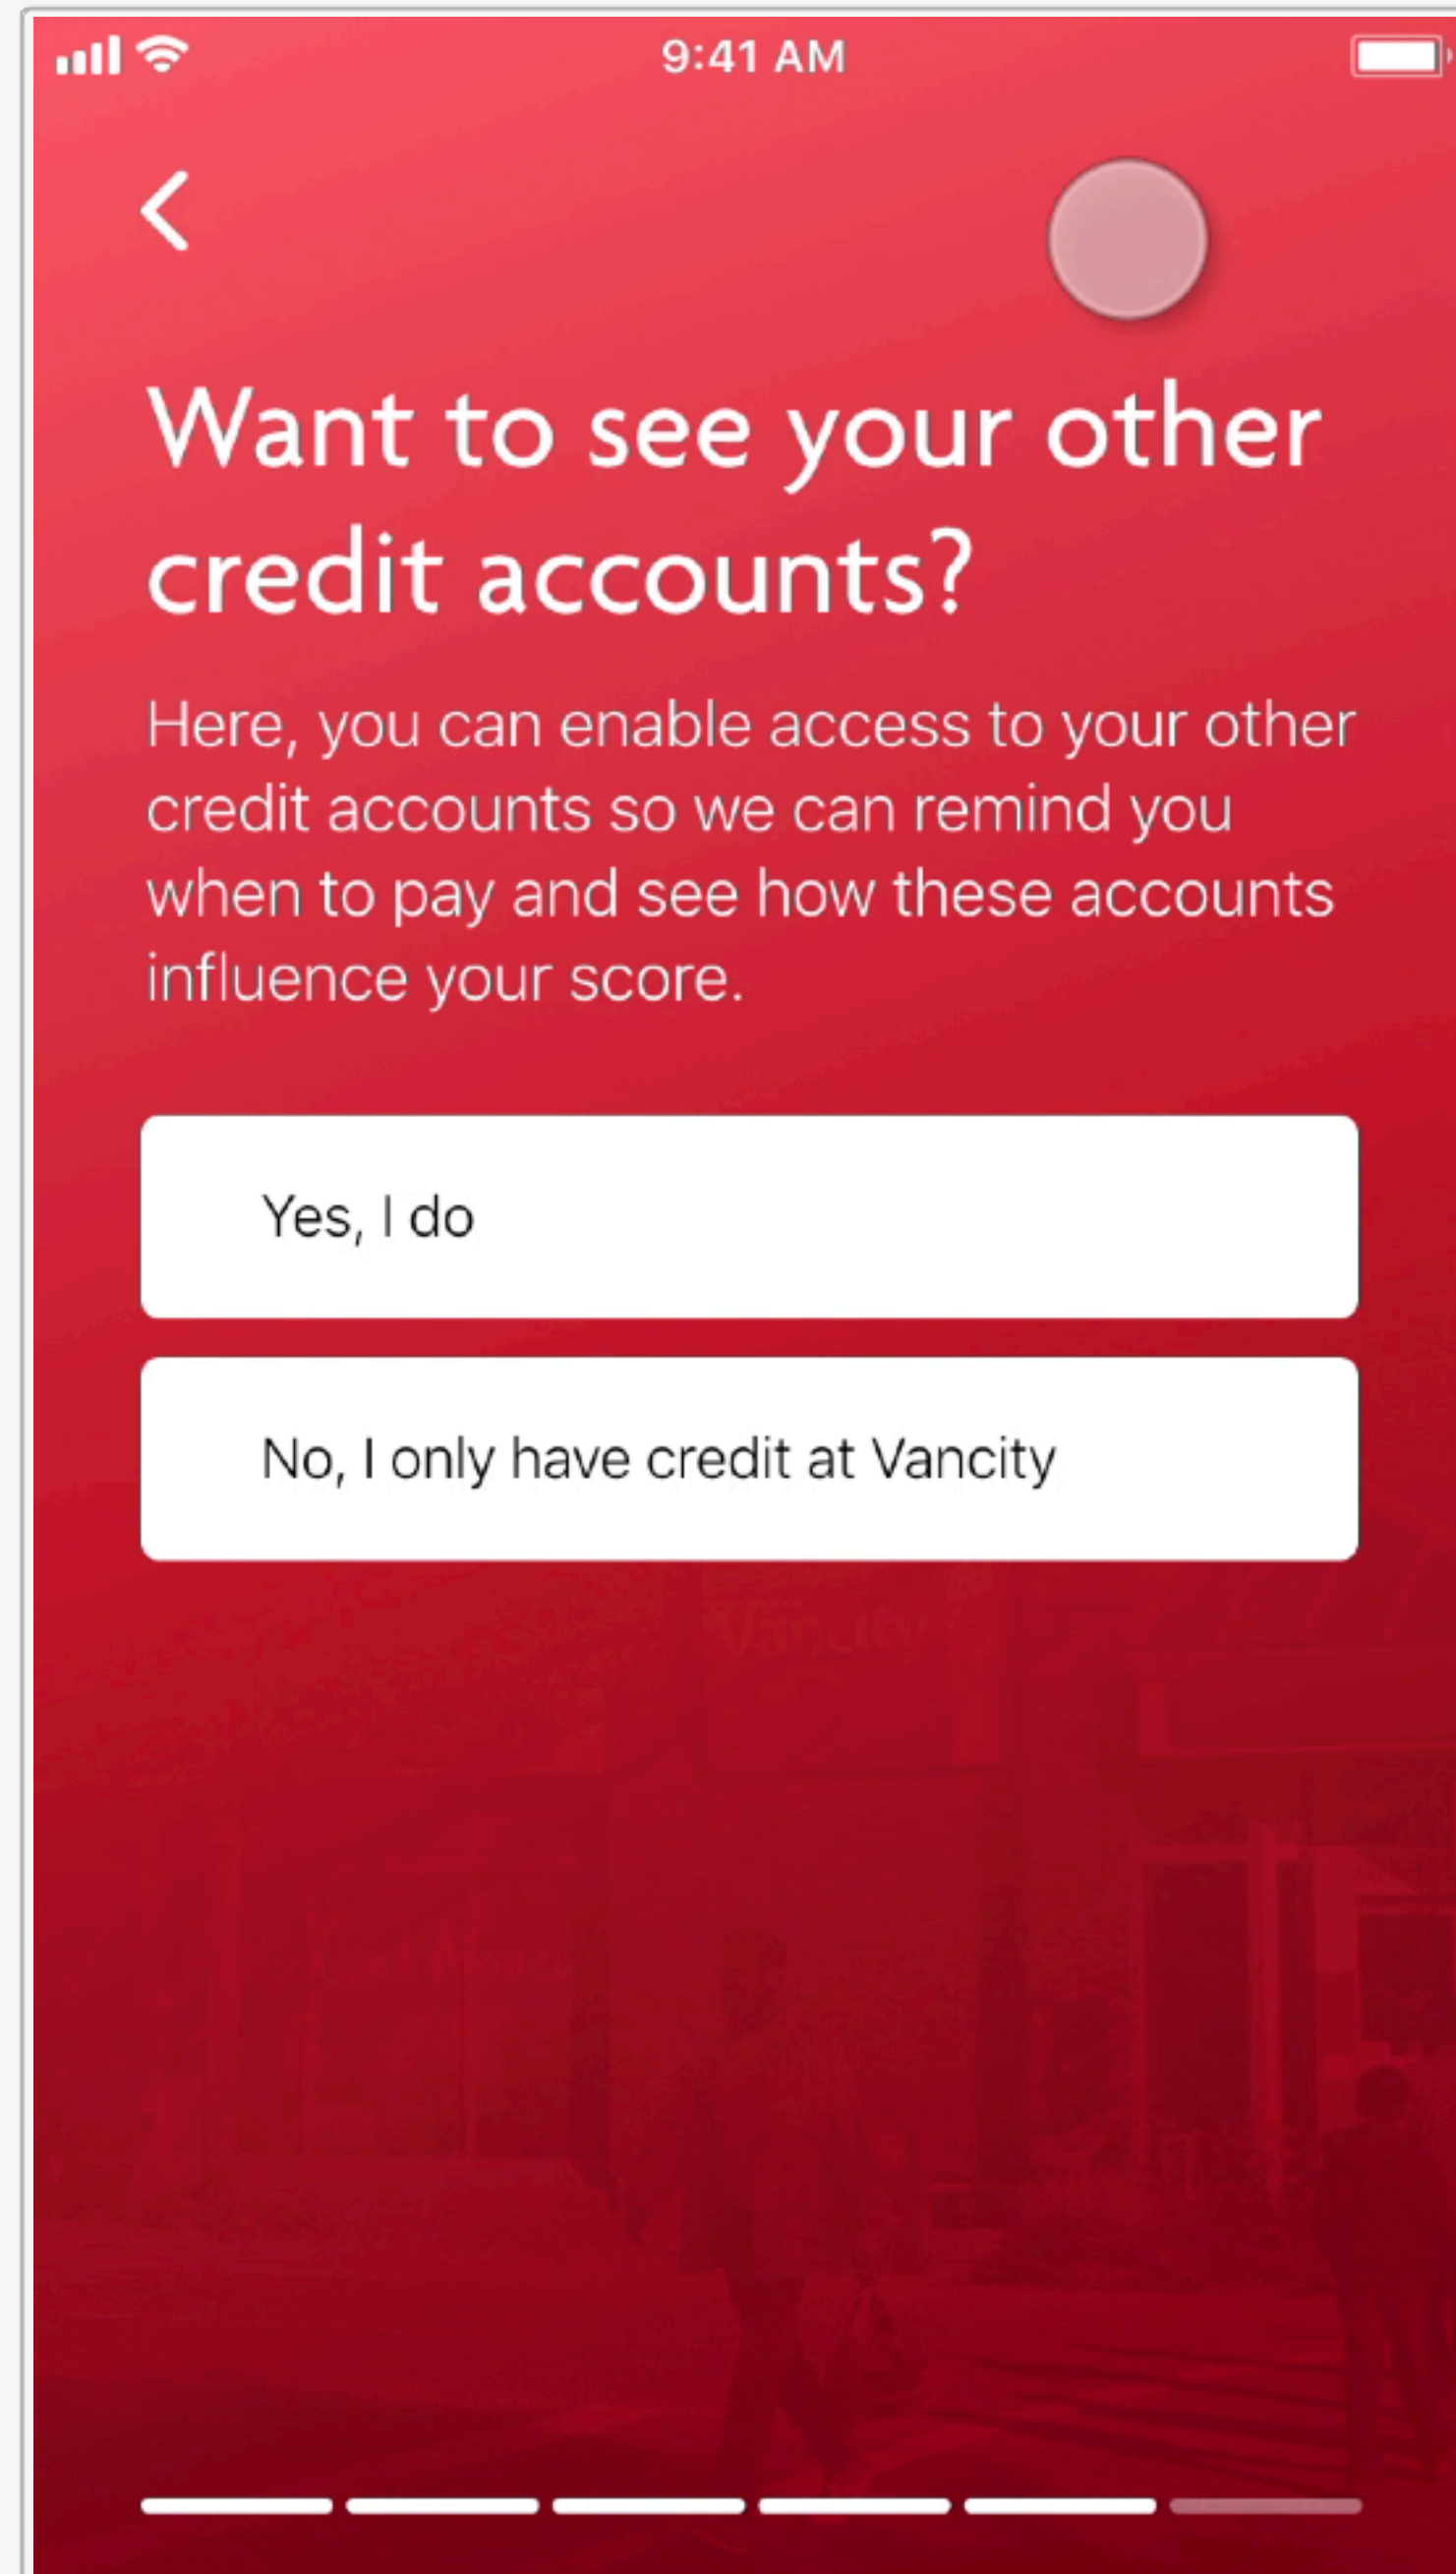 9:41 AM
Want to see your other
credit accounts?
Here, you can enable access to your other
credit accounts so we can remind you
when to pay and see how these accounts
influence your score.
Yes, I do
No, I only have credit at Vancity
Vancity